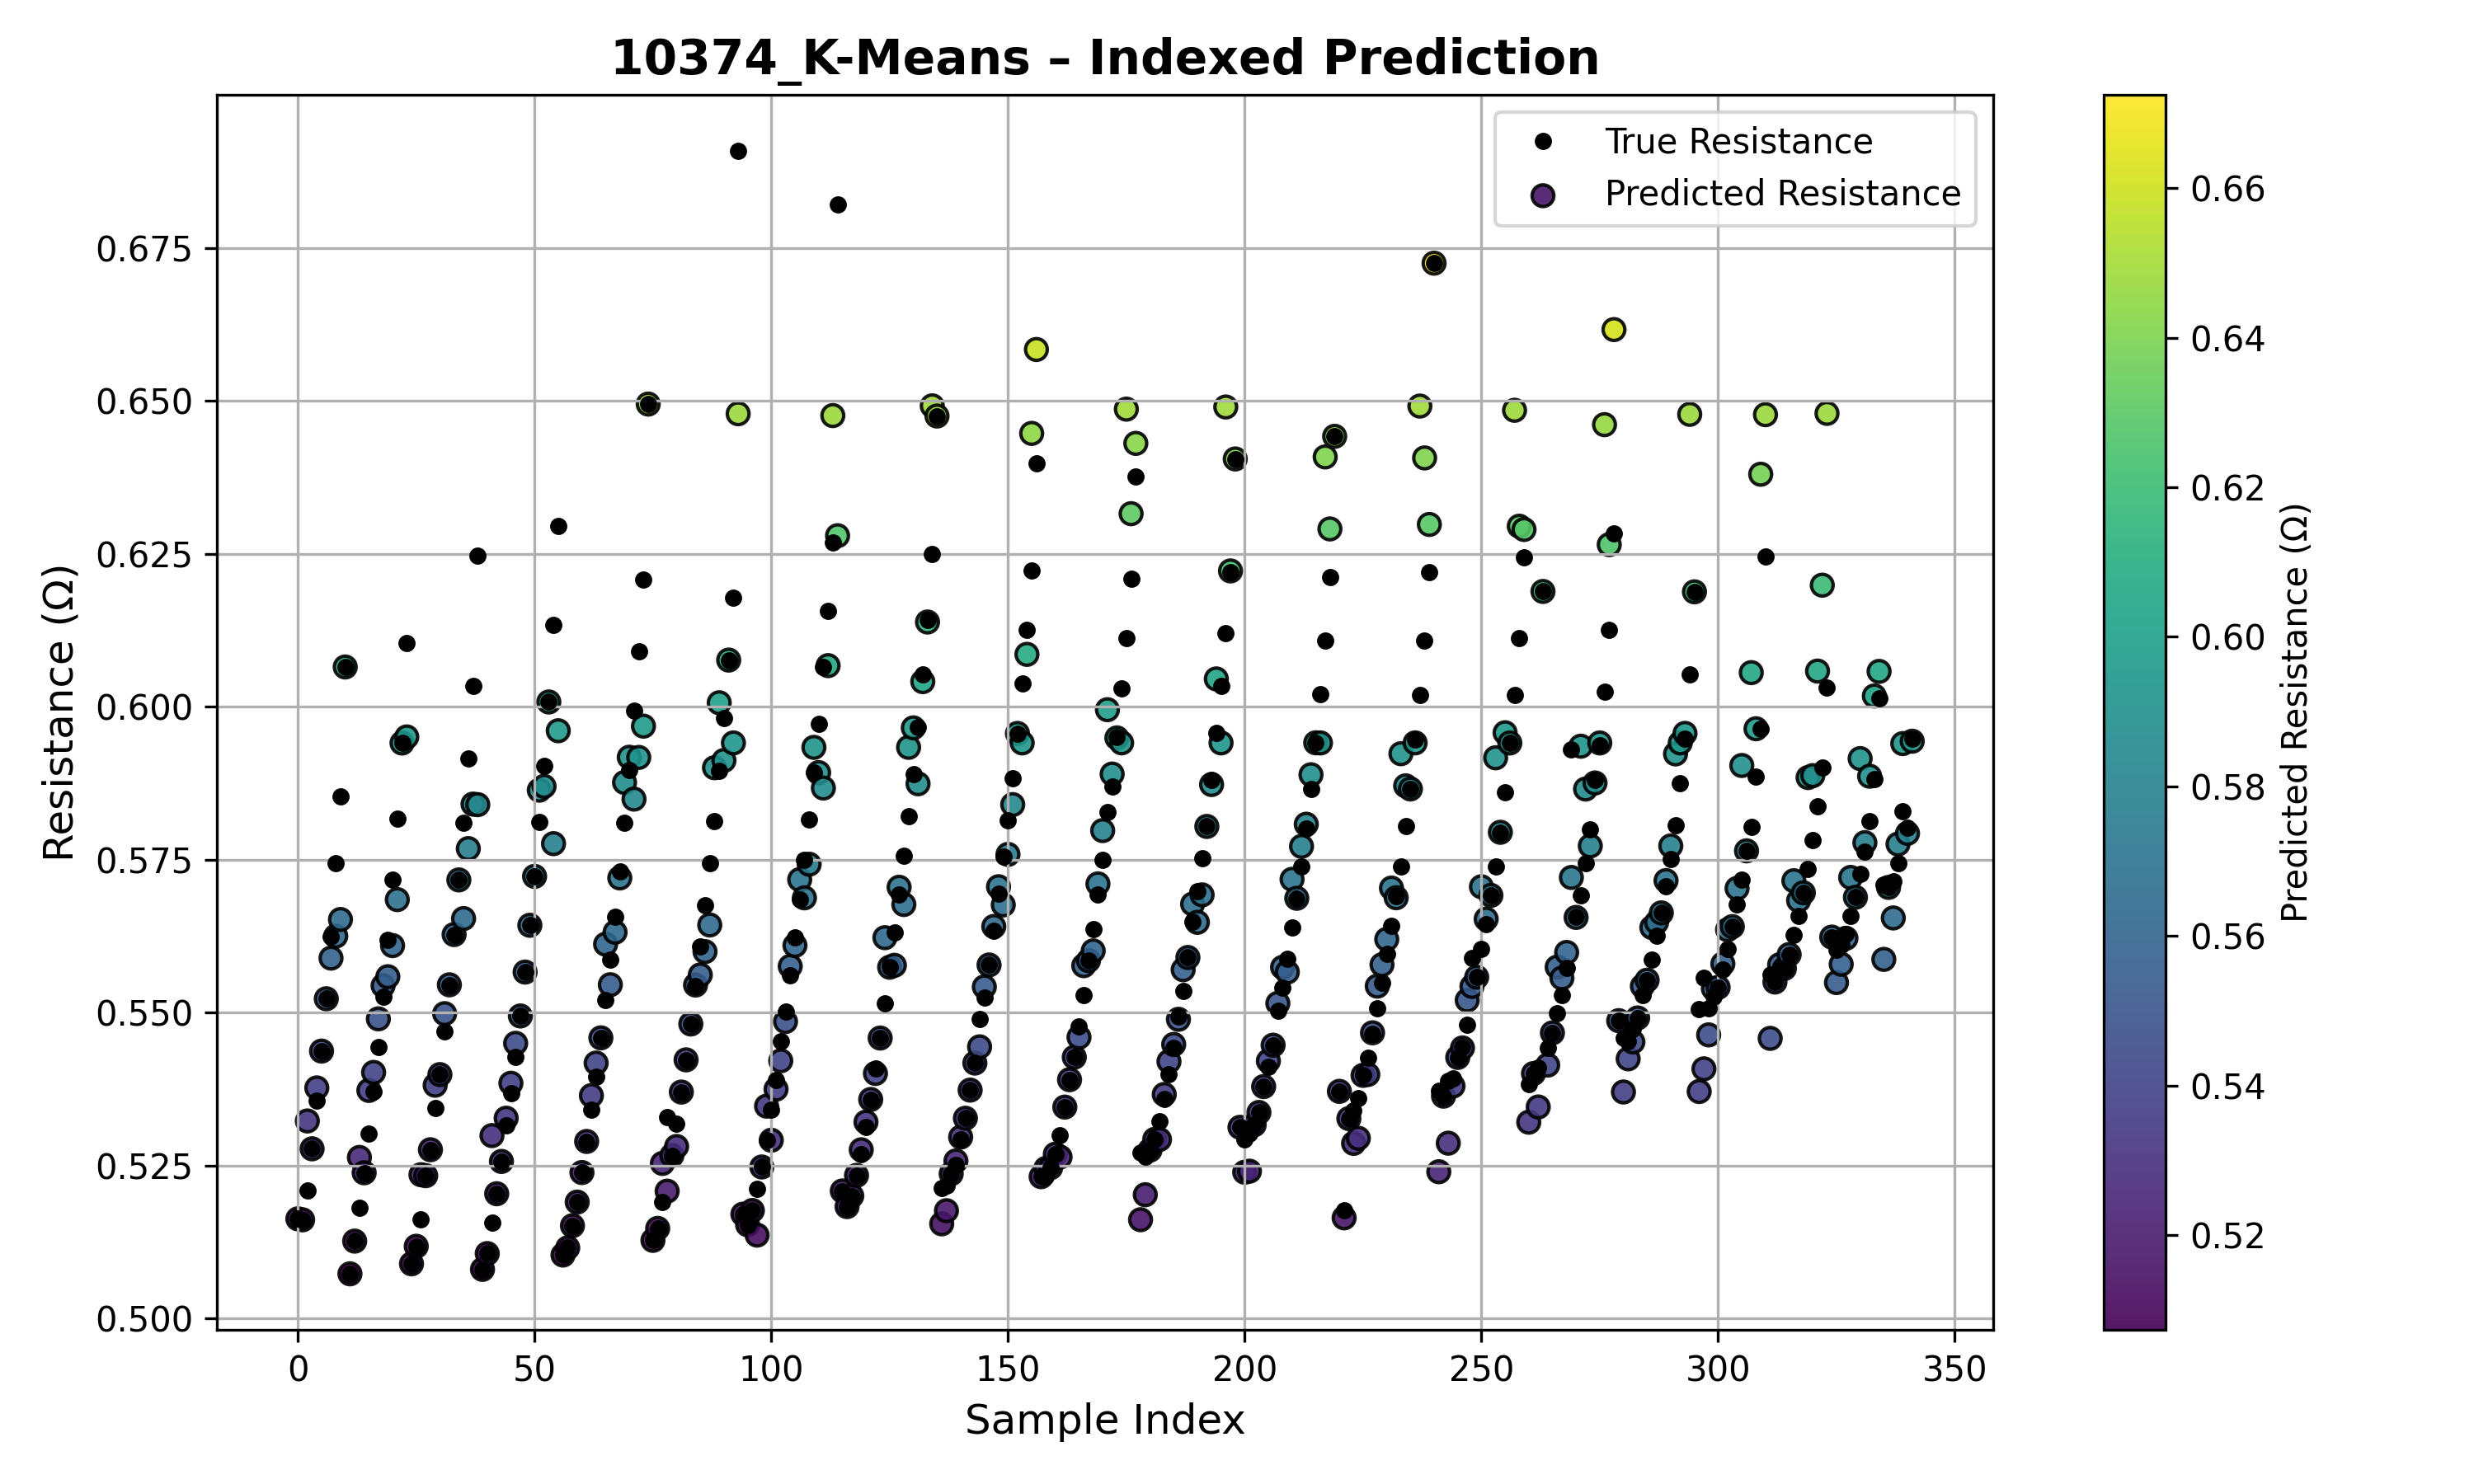 10374_K-Means – Indexed Prediction
True Resistance
Predicted Resistance
Resistance (Ω)
0.675
0.650
0.625
0.600
0.575
0.550
0.525
0.500
0 50 100 150 200 250 300 350
Sample Index
0.66
0.64
0.62
0.60
0.58
0.56
0.54
0.52
Predicted Resistance (Ω)